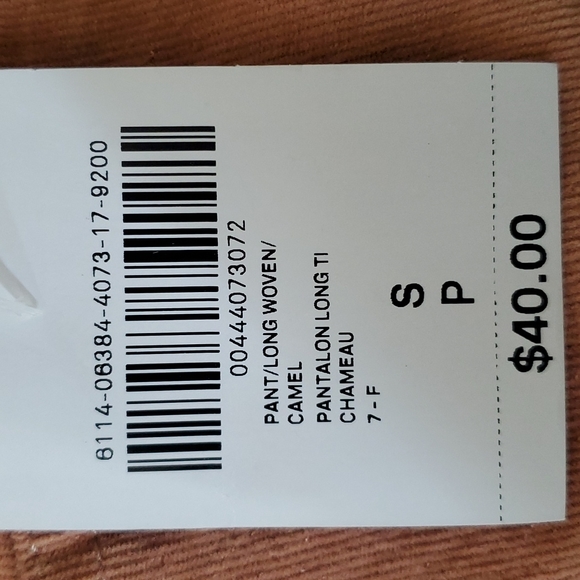 6114-06384-4073-17-9200
00444073072
PANT/LONG WOVEN/
CAMEL
PANTALON LONG TI
CHAMEAU
7 - F
S
P
$40.00